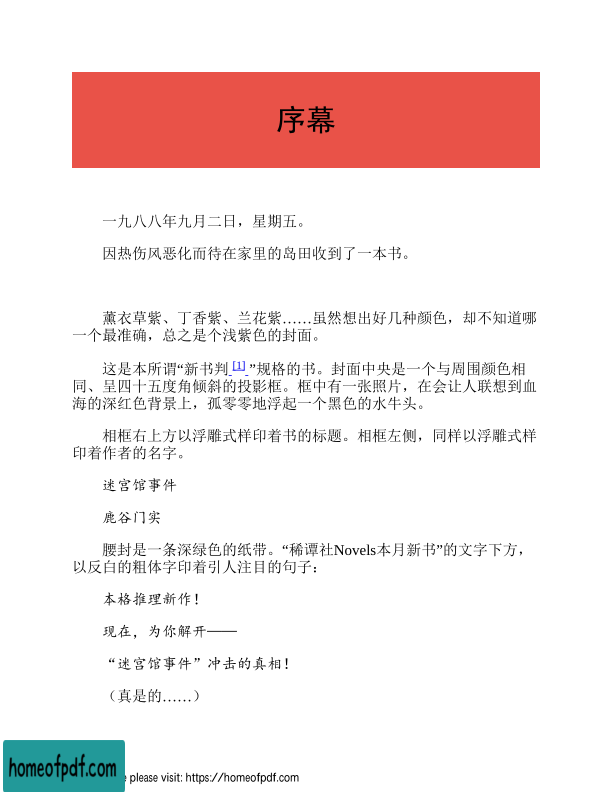 序幕
一九八八年九月二日，星期五。
因热伤风恶化而待在家里的岛田收到了一本书。
薰衣草紫、丁香紫、兰花紫……虽然想出好几种颜色，却不知道哪
一个最准确，总之是个浅紫色的封面。
这是本所谓“新书判 [1] ”规格的书。封面中央是一个与周围颜色相
同、呈四十五度角倾斜的投影框。框中有一张照片，在会让人联想到血
海的深红色背景上，孤零零地浮起一个黑色的水牛头。
相框右上方以浮雕式样印着书的标题。相框左侧，同样以浮雕式样
印着作者的名字。
迷宫馆事件
鹿谷门实
腰封是一条深绿色的纸带。“稀谭社Novels本月新书”的文字下方，
以反白的粗体字印着引人注目的句子：
本格推理新作！
现在，为你解开——
“迷宫馆事件”冲击的真相！
（真是的……）
homeofpdf.com
please visit: https://homeofpdf.com